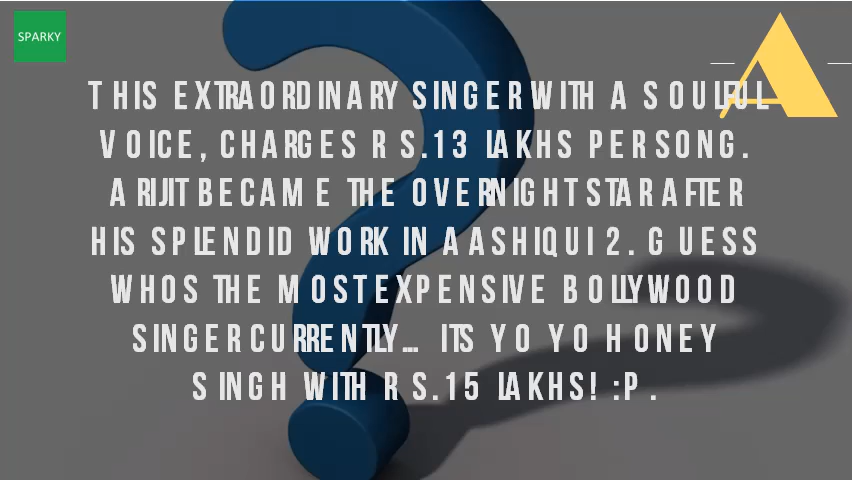 SPARKY
A
THIS EXTRAORDINARY SINGER WITH A SOULFUL
VOICE, CHARGES RS.13 LAKHS PER SONG.
ARIJIT BECAME THE OVERNIGHT STAR AFTER
HIS SPLENDID WORK IN AASHIQUI 2. GUESS
WHOS THE MOST EXPENSIVE BOLLYWOOD
SINGER CURRENTLY... ITS YO YO HONEY
SINGH WITH RS.15 LAKHS! :P .